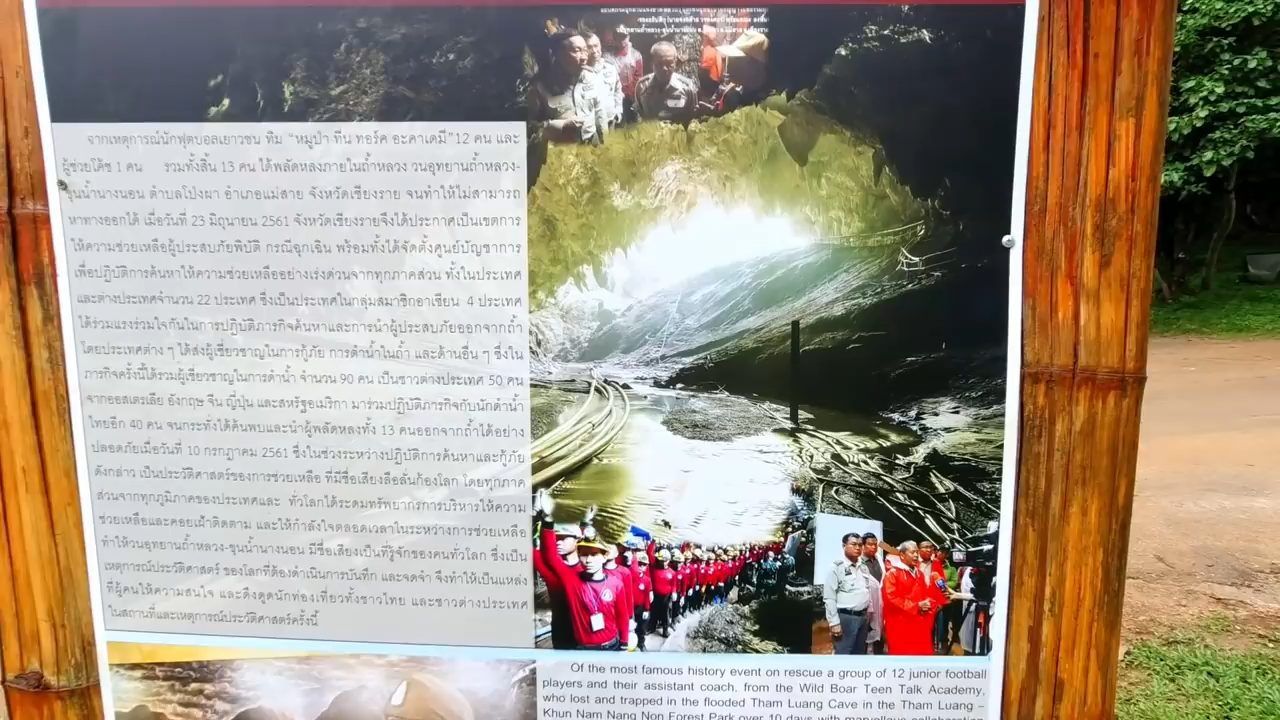 จากเหตุการณ์นักฟุตบอลเยาวชน ทีม "หมูป่า ทีน ทอร์ค อะคาเดมี่" 12 คน และ
ผู้ช่วยโค้ช 1 คน รวมทั้งสิ้น 13 คน ได้พลัดหลงภายในถ้ำหลวง วนอุทยานถ้ำหลวง-
ขุนน้ำนางนอน ตำบลโป่งผา อำเภอแม่สาย จังหวัดเชียงราย จนทำให้ไม่สามารถ
หาทางออกได้ เมื่อวันที่ 23 มิถุนายน 2561 จังหวัดเชียงรายจึงได้ประกาศเป็นเขตการ
ให้ความช่วยเหลือผู้ประสบภัยพิบัติ กรณีฉุกเฉิน พร้อมทั้งได้จัดตั้งศูนย์บัญชาการ
เพื่อปฏิบัติการค้นหาให้ความช่วยเหลืออย่างเร่งด่วนจากทุกภาคส่วน ทั้งในประเทศ
และต่างประเทศจำนวน 22 ประเทศ ซึ่งเป็นประเทศในกลุ่มสมาชิกอาเซียน 4 ประเทศ
ได้ร่วมแรงร่วมใจกันในการปฏิบัติภารกิจค้นหาและการนำผู้ประสบภัยออกจากถ้ำ
โดยประเทศต่าง ๆ ได้ส่งผู้เชี่ยวชาญในการกู้ภัย การดำน้ำในถ้ำ และด้านอื่น ๆ ซึ่งใน
ภารกิจครั้งนี้ได้รวมผู้เชี่ยวชาญในการดำน้ำ จำนวน 90 คน เป็นชาวต่างประเทศ 50 คน
จากออสเตรเลีย อังกฤษ จีน ญี่ปุ่น และสหรัฐอเมริกา มาร่วมปฏิบัติภารกิจกับนักดำน้ำ
ไทยอีก 40 คน จนกระทั่งได้ค้นพบและนำผู้พลัดหลงทั้ง 13 คนออกจากถ้ำได้อย่าง
ปลอดภัยเมื่อวันที่ 10 กรกฎาคม 2561 ซึ่งในช่วงระหว่างปฏิบัติการค้นหาและกู้ภัย
ดังกล่าว เป็นประวัติศาสตร์ของการช่วยเหลือ ที่มีชื่อเสียงลือลั่นก้องโลก โดยทุกภาค
ส่วนจากทุกภูมิภาคของประเทศและ ทั่วโลกได้ระดมทรัพยากรการบริหารให้ความ
ช่วยเหลือและคอยเฝ้าติดตาม และให้กำลังใจตลอดเวลาในระหว่างการช่วยเหลือ
ทำให้วนอุทยานถ้ำหลวง-ขุนน้ำนางนอน มีชื่อเสียงเป็นที่รู้จักของคนทั่วโลก ซึ่งเป็น
เหตุการณ์ประวัติศาสตร์ ของโลกที่ต้องดำเนินการบันทึก และจดจำ จึงทำให้เป็นแหล่ง
ที่ผู้คนให้ความสนใจ และดึงดูดนักท่องเที่ยวทั้งชาวไทย และชาวต่างประเทศ
ในสถานที่และเหตุการณ์ประวัติศาสตร์ครั้งนี้
Of the most famous history event on rescue a group of 12 junior football
players and their assistant coach, from the Wild Boar Teen Talk Academy,
who lost and trapped in the flooded Tham Luang Cave in the Tham Luang –
Khun Nam Nang Non Forest Park over 10 days with marvellous collaboration